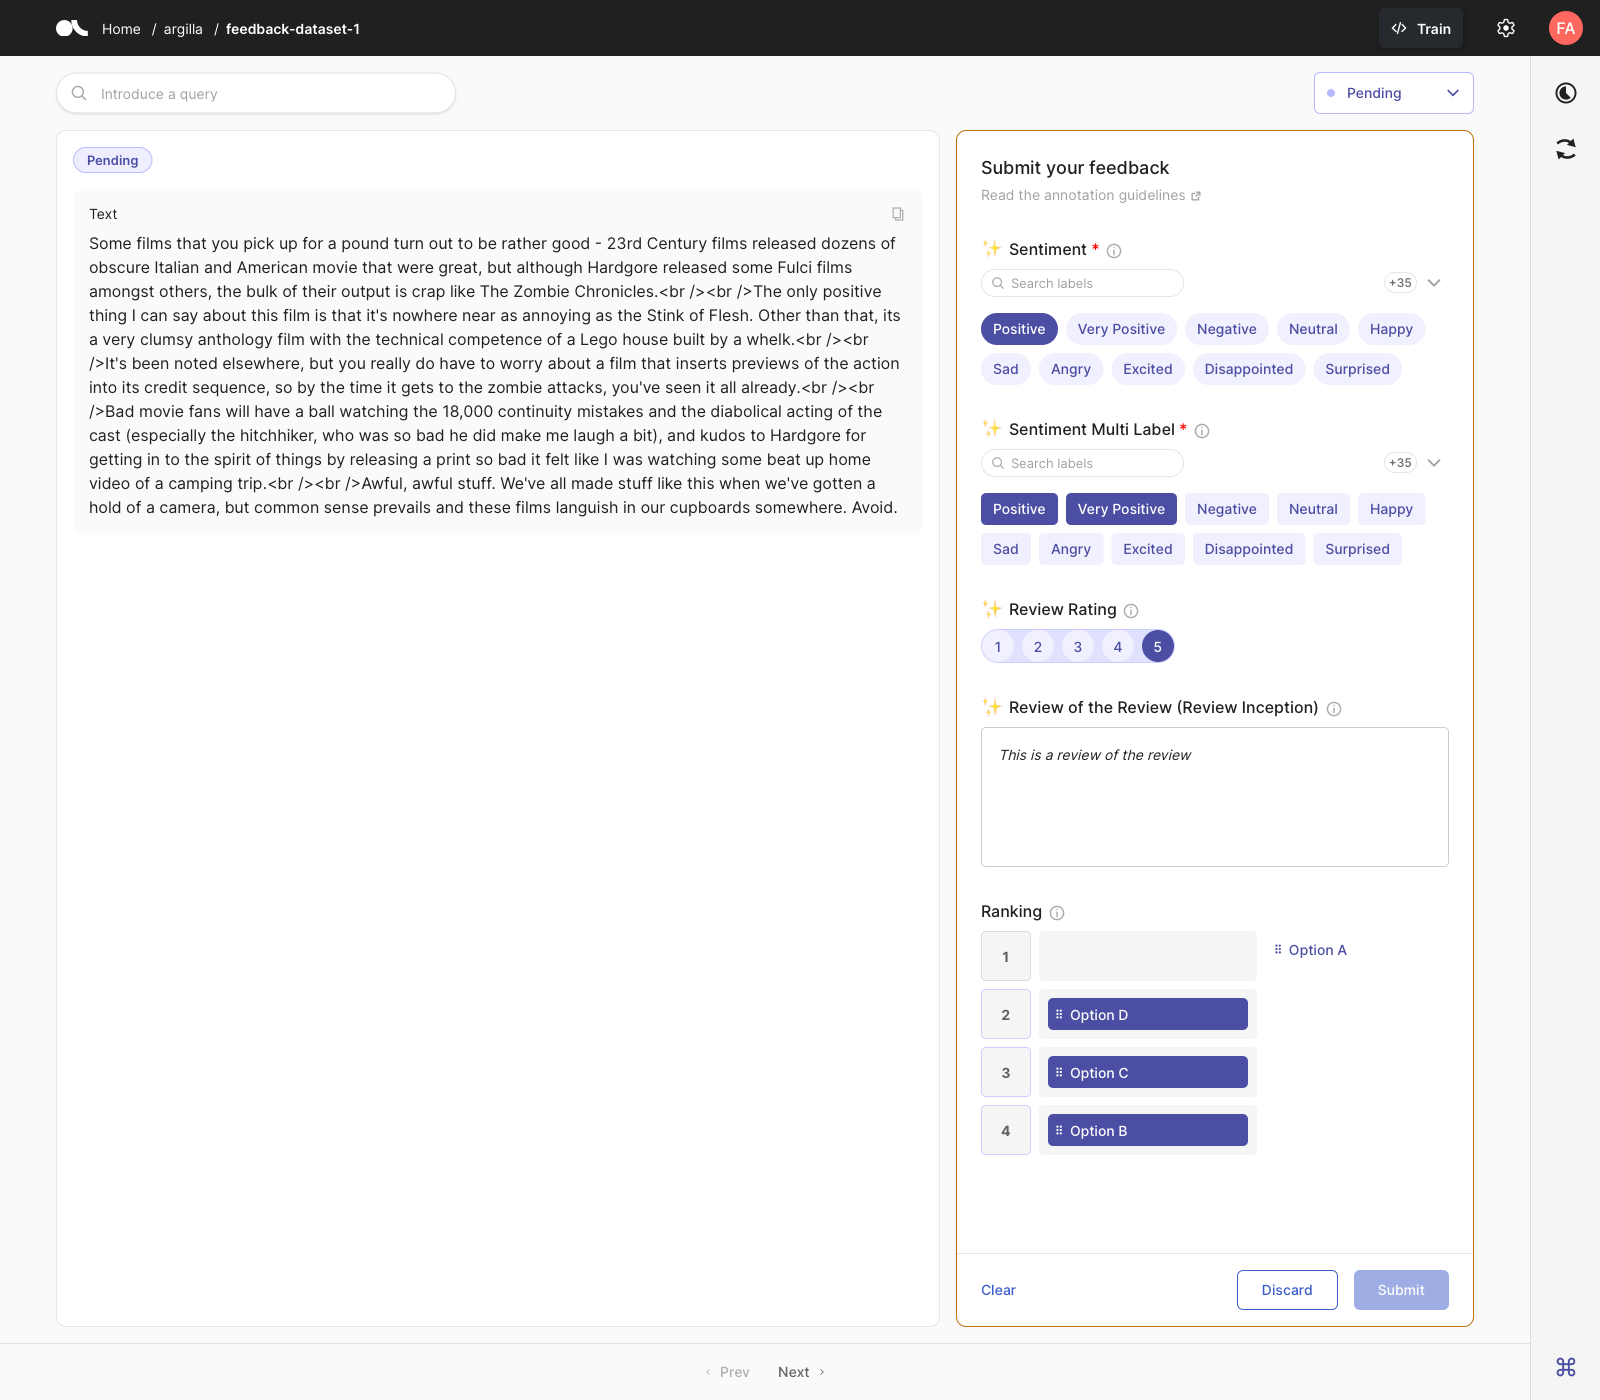 Home / argilla / feedback-dataset-1
Train
FA
Introduce a query
Pending
Pending
Text
Some films that you pick up for a pound turn out to be rather good - 23rd Century films released dozens of
obscure Italian and American movie that were great, but although Hardgore released some Fulci films
amongst others, the bulk of their output is crap like The Zombie Chronicles.<br /><br />The only positive
thing I can say about this film is that it's nowhere near as annoying as the Stink of Flesh. Other than that, its
a very clumsy anthology film with the technical competence of a Lego house built by a whelk.<br /><br
/>It's been noted elsewhere, but you really do have to worry about a film that inserts previews of the action
into its credit sequence, so by the time it gets to the zombie attacks, you've seen it all already.<br /><br
/>Bad movie fans will have a ball watching the 18,000 continuity mistakes and the diabolical acting of the
cast (especially the hitchhiker, who was so bad he did make me laugh a bit), and kudos to Hardgore for
getting in to the spirit of things by releasing a print so bad it felt like I was watching some beat up home
video of a camping trip.<br /><br />Awful, awful stuff. We've all made stuff like this when we've gotten a
hold of a camera, but common sense prevails and these films languish in our cupboards somewhere. Avoid.
Submit your feedback
Read the annotation guidelines
✨ Sentiment *
Search labels
+35
Positive Very Positive Negative Neutral Happy
Sad Angry Excited Disappointed Surprised
✨ Sentiment Multi Label *
Search labels
+35
Positive Very Positive Negative Neutral Happy
Sad Angry Excited Disappointed Surprised
✨ Review Rating
1 2 3 4 5
✨ Review of the Review (Review Inception)
This is a review of the review
Ranking
1
Option A
2 Option D
3 Option C
4 Option B
Clear
Discard
Submit
‹ Prev
Next ›